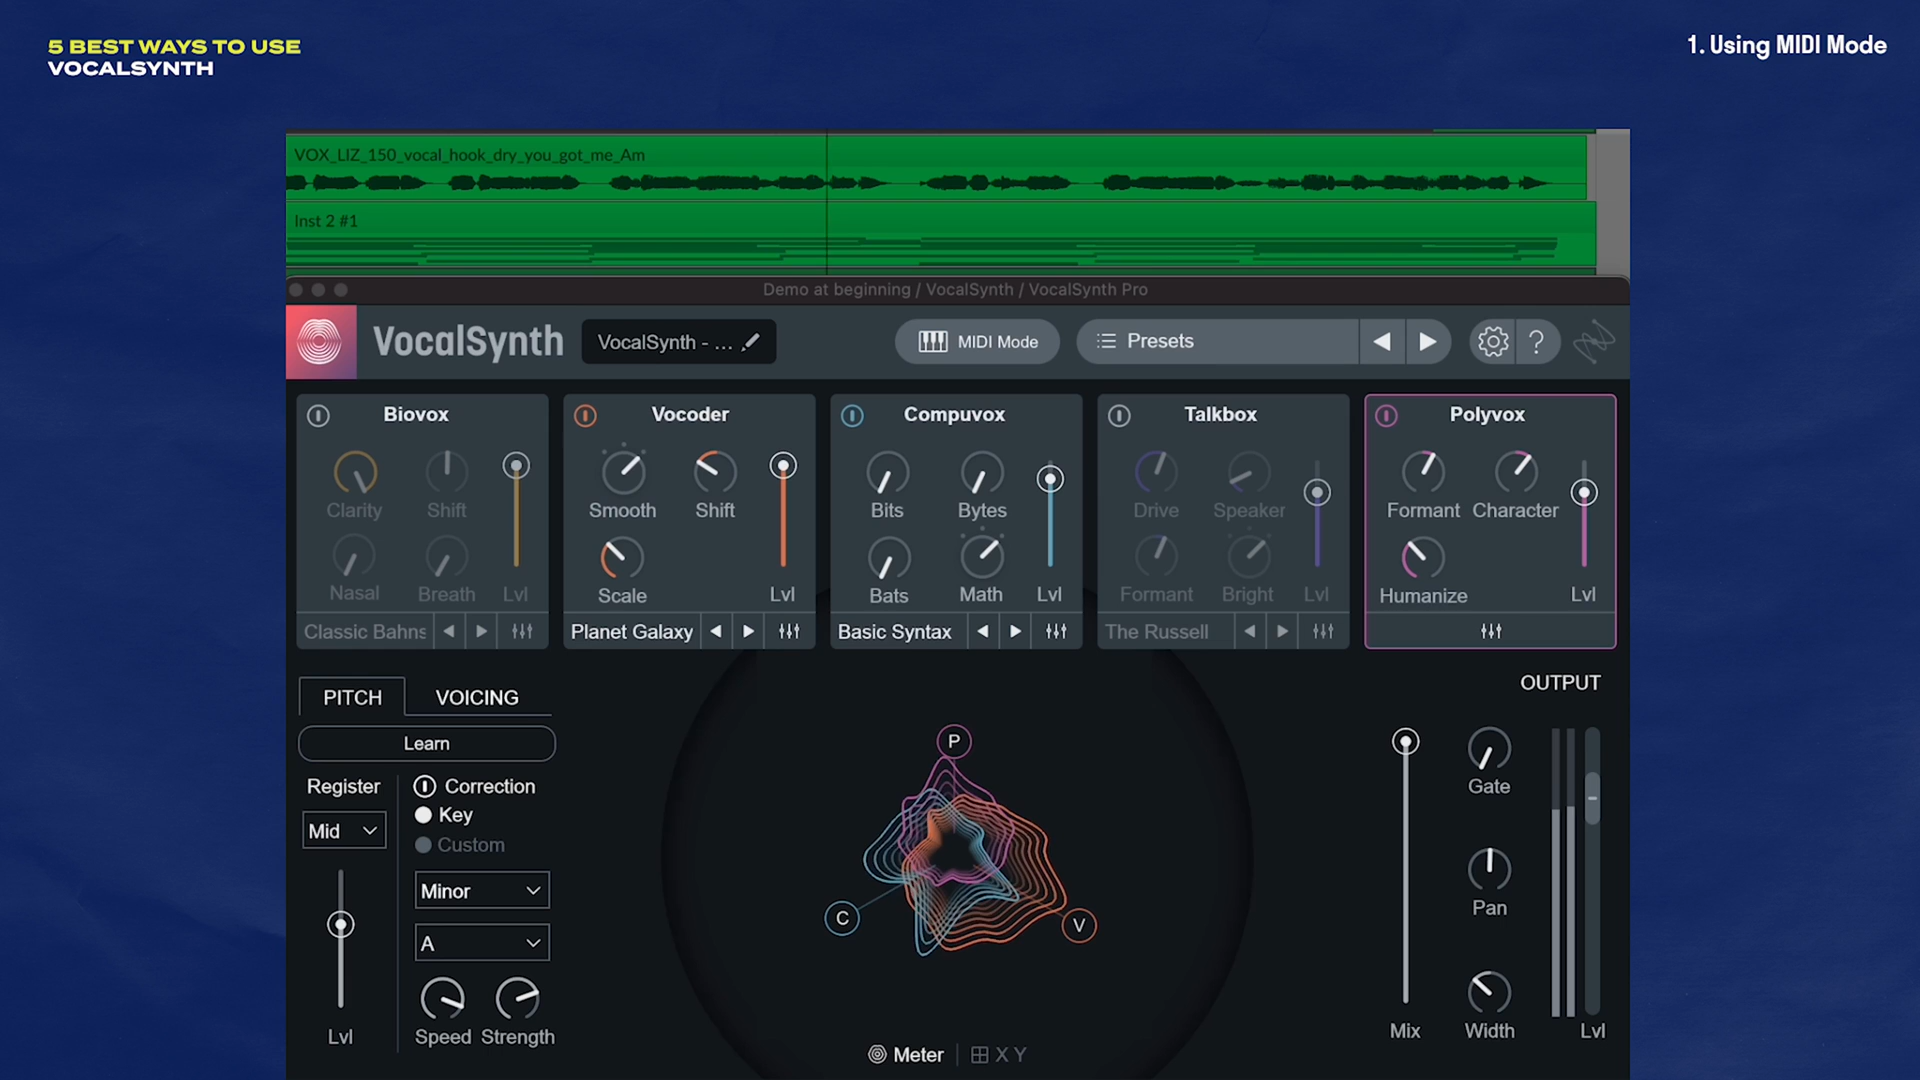 5 BEST WAYS TO USE
VOCALSYNTH
1. Using MIDI Mode
VOX_LIZ_150_vocal_hook_dry_you_got_me_Am
Inst 2 #1
Demo at beginning / VocalSynth / VocalSynth Pro
VocalSynth
VocalSynth - ...
MIDI Mode
Presets
?
Biovox
Clarity
Shift
Nasal
Breath
Lvl
Classic Bahns
Vocoder
Smooth
Shift
Scale
Lvl
Planet Galaxy
Compuvox
Bits
Bytes
Bats
Math
Lvl
Basic Syntax
Talkbox
Drive
Speaker
Formant
Bright
Lvl
The Russell
Polyvox
Formant
Character
Humanize
Lvl
PITCH
VOICING
Learn
Register
Mid
Lvl
Correction
Key
Custom
Minor
A
Speed
Strength
P
C
V
Meter
X Y
OUTPUT
Mix
Gate
Pan
Width
Lvl